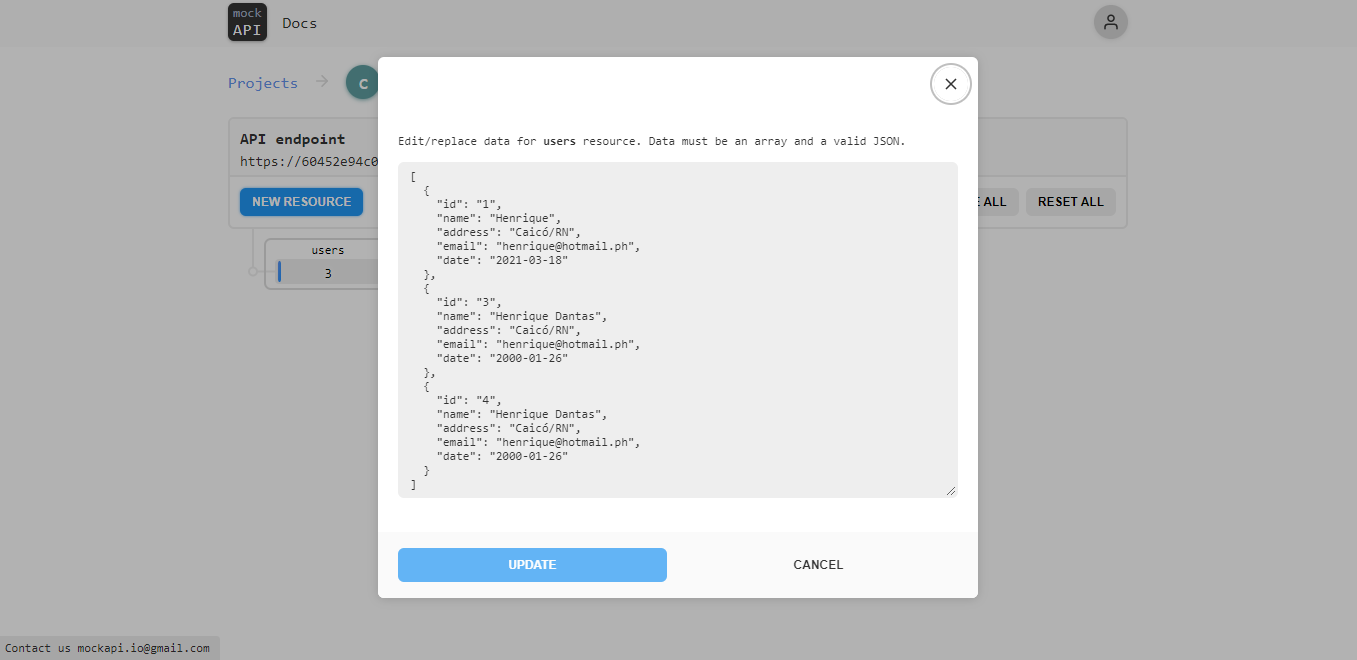 mock
API
Docs
Projects
C
API endpoint
https://60452e94c0
NEW RESOURCE
ALL
RESET ALL
users
3
Edit/replace data for users resource. Data must be an array and a valid JSON.
[
{
"id": "1",
"name": "Henrique",
"address": "Caicó/RN",
"email": "henrique@hotmail.ph",
"date": "2021-03-18"
},
{
"id": "3",
"name": "Henrique Dantas",
"address": "Caicó/RN",
"email": "henrique@hotmail.ph",
"date": "2000-01-26"
},
{
"id": "4",
"name": "Henrique Dantas",
"address": "Caicó/RN",
"email": "henrique@hotmail.ph",
"date": "2000-01-26"
}
]
UPDATE
CANCEL
Contact us mockapi.io@gmail.com